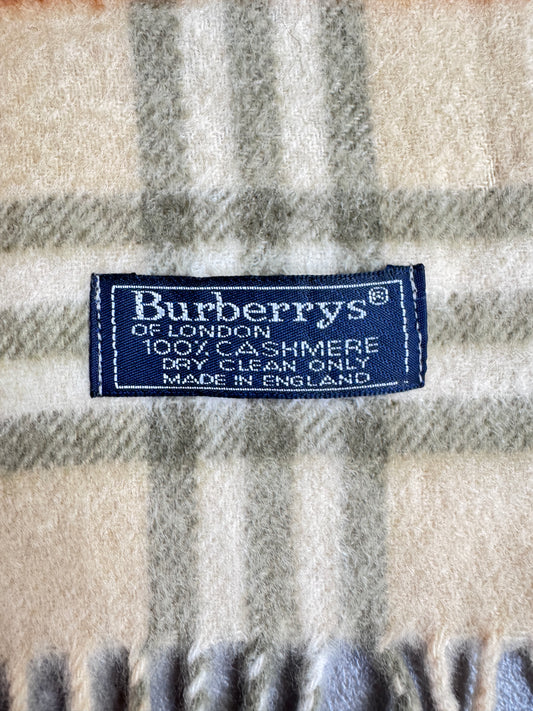 Burberrys®
OF LONDON
100% CASHMERE
DRY CLEAN ONLY
MADE IN ENGLAND